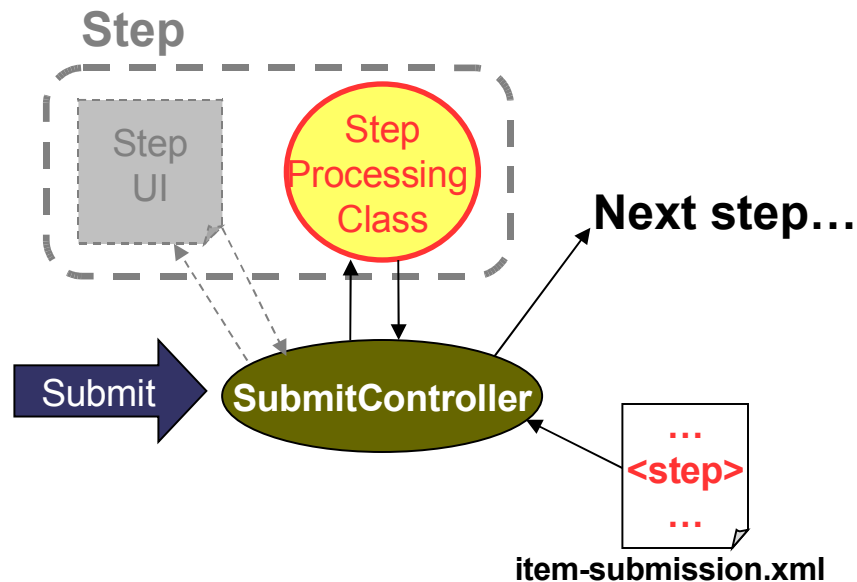 Step
Step
UI
Step
Processing
Class
Next step…
Submit
SubmitController
…
<step>
…
item-submission.xml